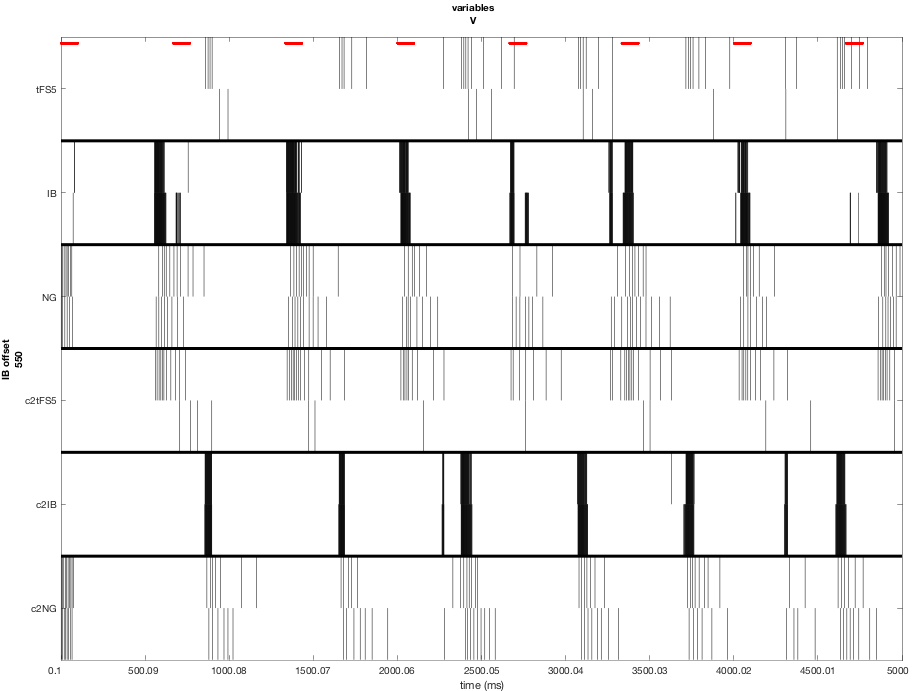 variables
V
tFS5
IB
NG
c2tFS5
c2IB
c2NG
IB offset
550
0.1 500.09 1000.08 1500.07 2000.06 2500.05 3000.04 3500.03 4000.02 4500.01 5000
time (ms)